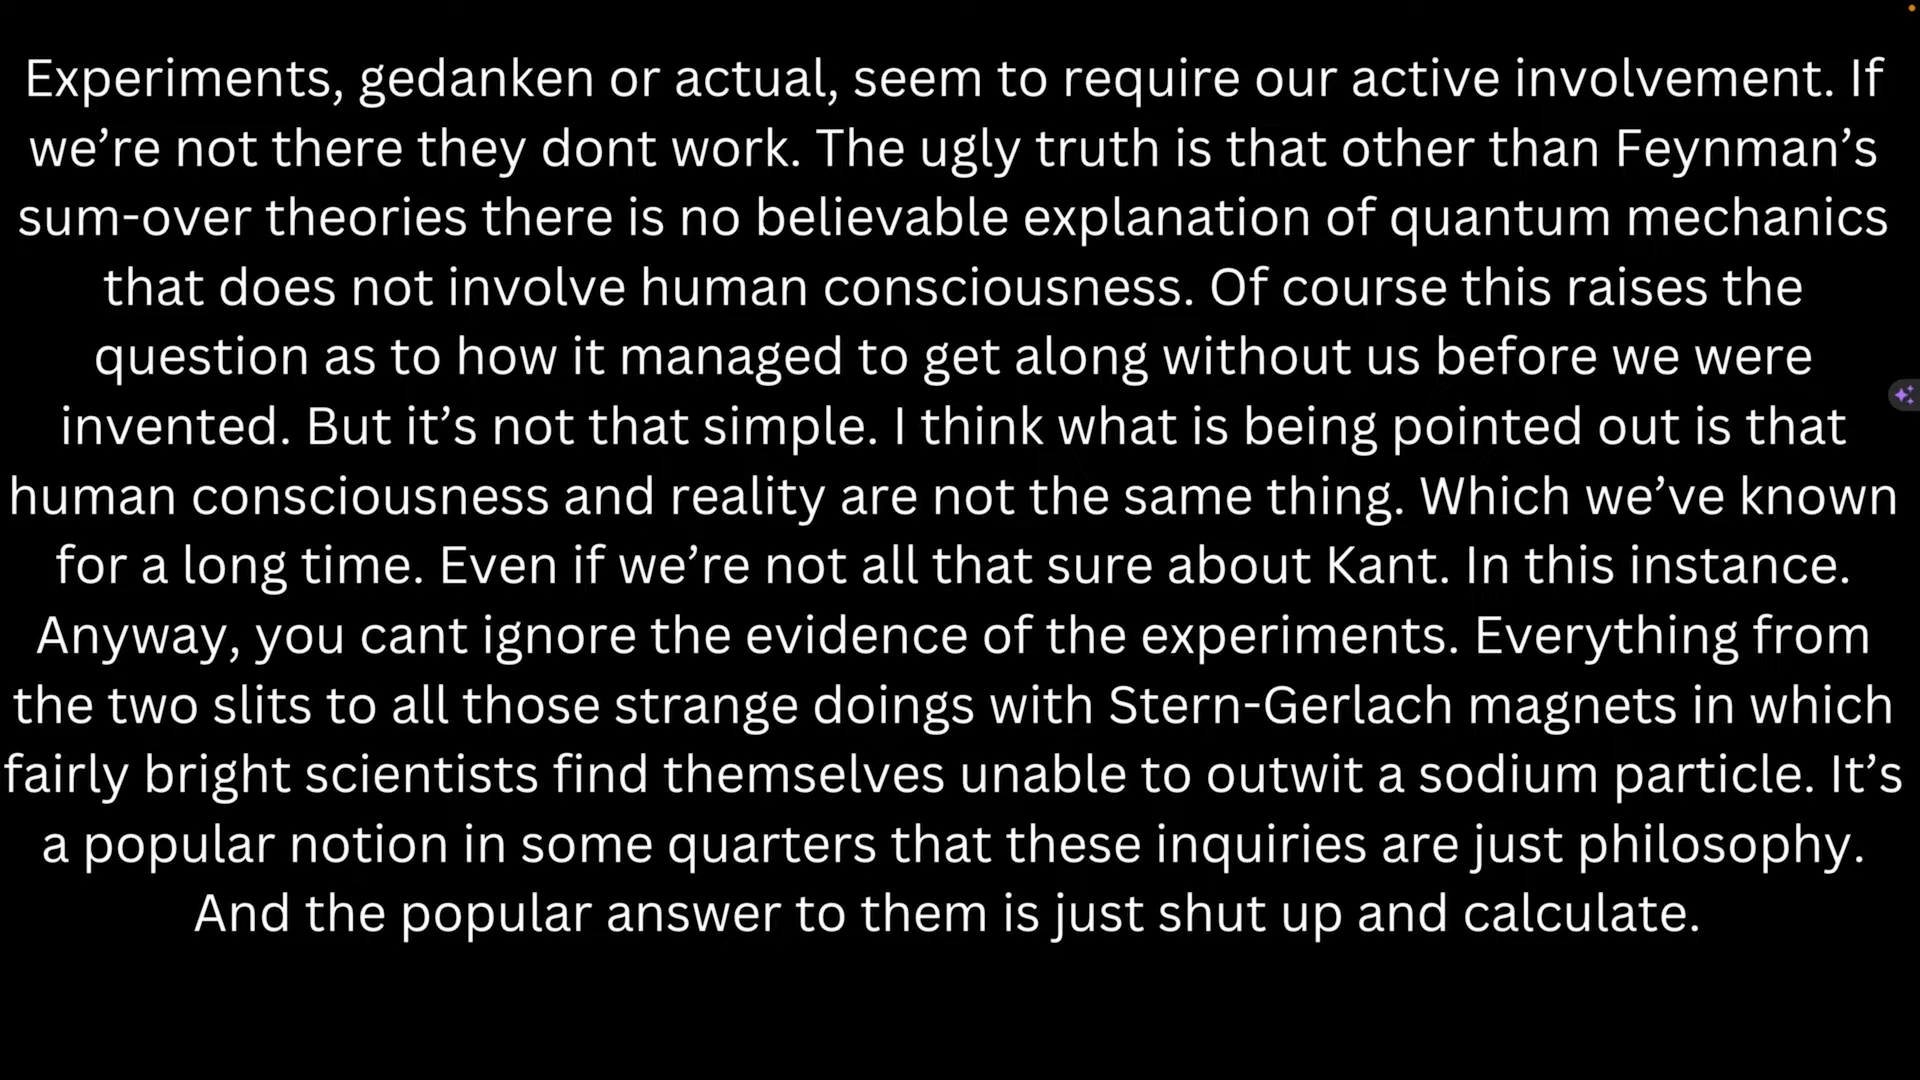 Experiments, gedanken or actual, seem to require our active involvement. If
we’re not there they dont work. The ugly truth is that other than Feynman’s
sum-over theories there is no believable explanation of quantum mechanics
that does not involve human consciousness. Of course this raises the
question as to how it managed to get along without us before we were
invented. But it’s not that simple. I think what is being pointed out is that
human consciousness and reality are not the same thing. Which we’ve known
for a long time. Even if we’re not all that sure about Kant. In this instance.
Anyway, you cant ignore the evidence of the experiments. Everything from
the two slits to all those strange doings with Stern-Gerlach magnets in which
fairly bright scientists find themselves unable to outwit a sodium particle. It’s
a popular notion in some quarters that these inquiries are just philosophy.
And the popular answer to them is just shut up and calculate.